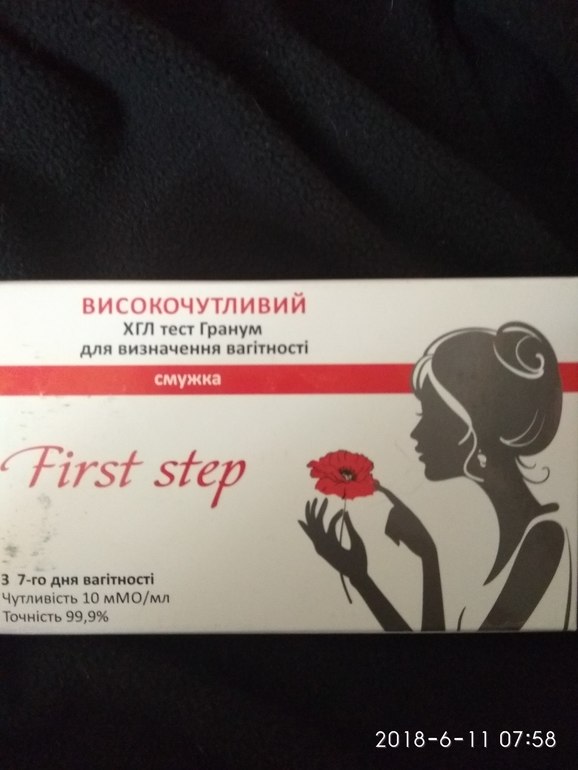 ВИСОКОЧУТЛИВИЙ
ХГЛ тест Гранум
для визначення вагітності
смужка
First step
З 7-го дня вагітності
Чутливість 10 мМО/мл
Точність 99,9%
2018-6-11 07:58